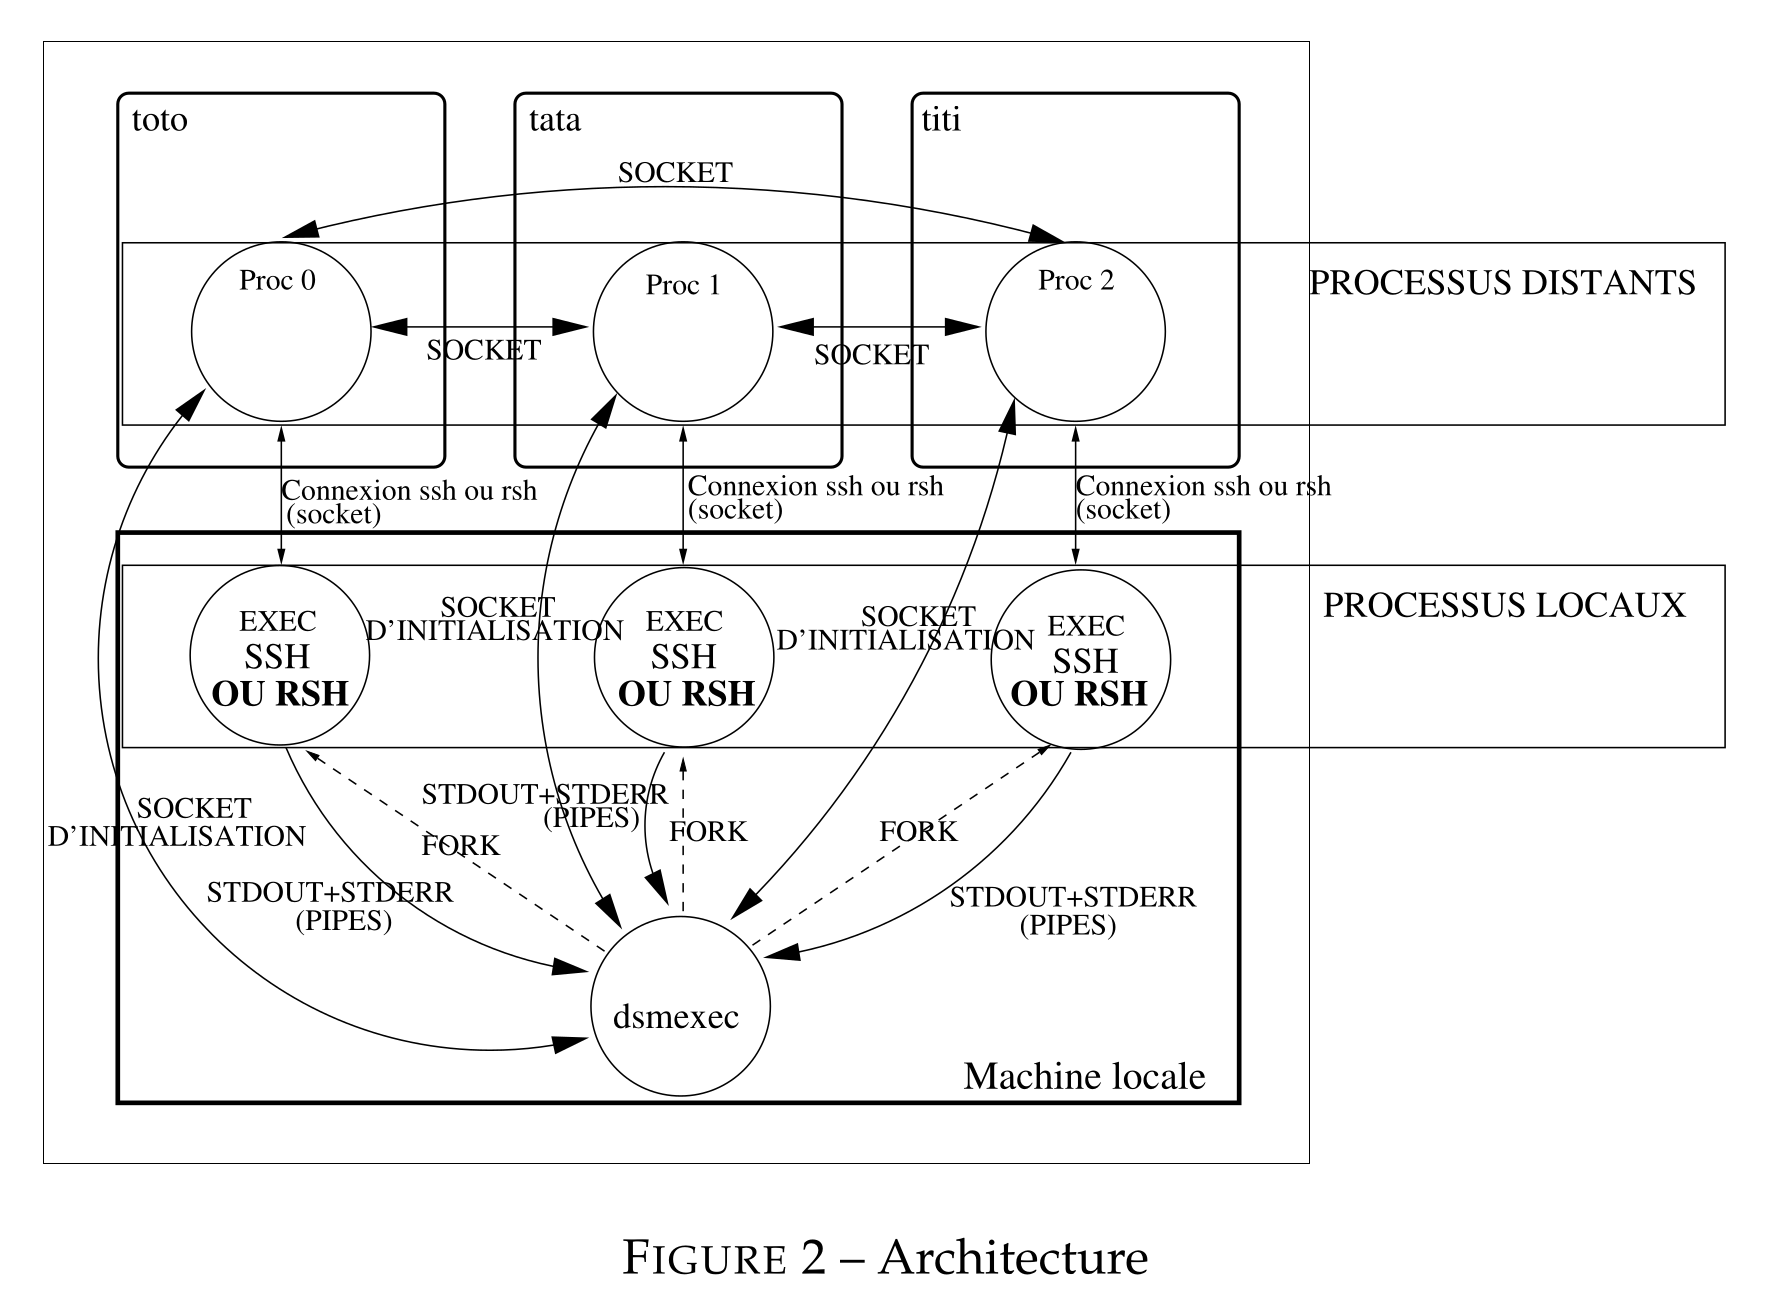 toto
tata
titi
SOCKET
Proc 0
Proc 1
Proc 2
PROCESSUS DISTANTS
SOCKET
SOCKET
Connexion ssh ou rsh
(socket)
Connexion ssh ou rsh
(socket)
Connexion ssh ou rsh
(socket)
EXEC
SSH
OU RSH
SOCKET
D'INITIALISATION
EXEC
SSH
OU RSH
SOCKET
D'INITIALISATION
EXEC
SSH
OU RSH
PROCESSUS LOCAUX
SOCKET
D'INITIALISATION
STDOUT+STDERR
(PIPES)
FORK
FORK
FORK
STDOUT+STDERR
(PIPES)
STDOUT+STDERR
(PIPES)
dsmexec
Machine locale
FIGURE 2 – Architecture